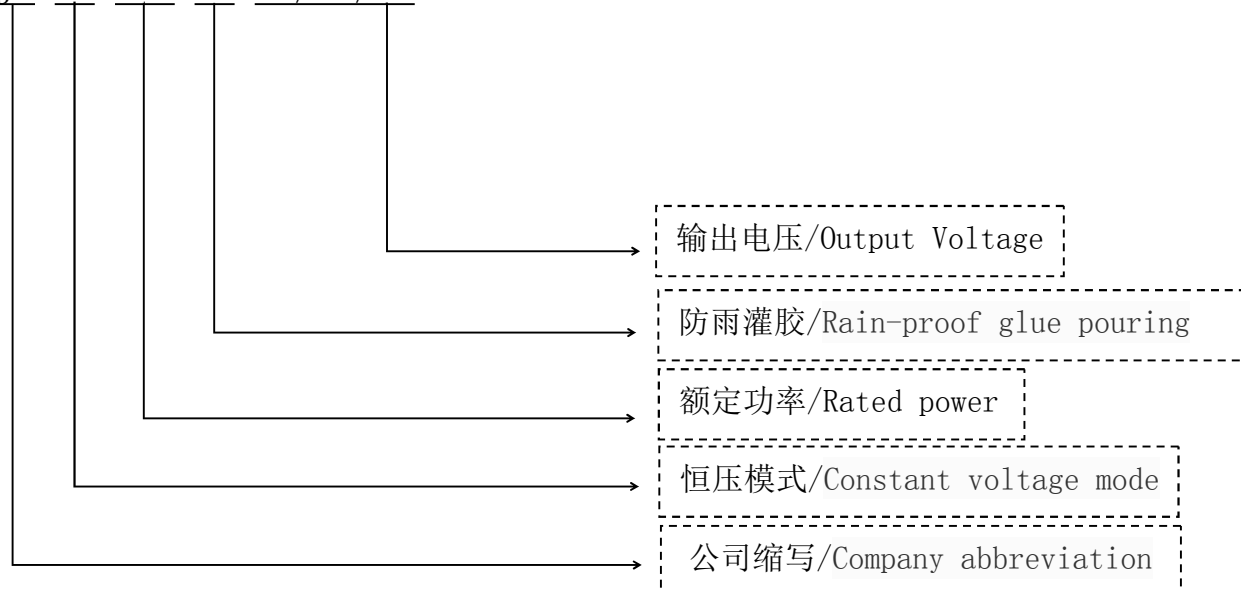 输出电压/Output Voltage
防雨灌胶/Rain-proof glue pouring
额定功率/Rated power
恒压模式/Constant voltage mode
公司缩写/Company abbreviation